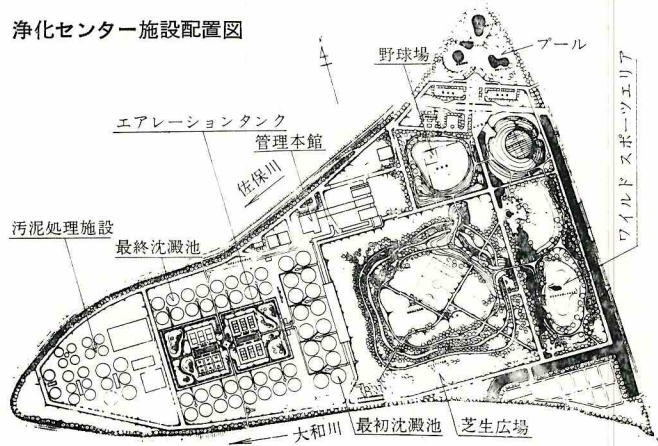 浄化センター施設配置図
プール
野球場
エアレーションタンク
管理本館
佐保川
ワイルドスポーツエリア
汚泥処理施設
最終沈澱池
大和川
最初沈澱池
芝生広場